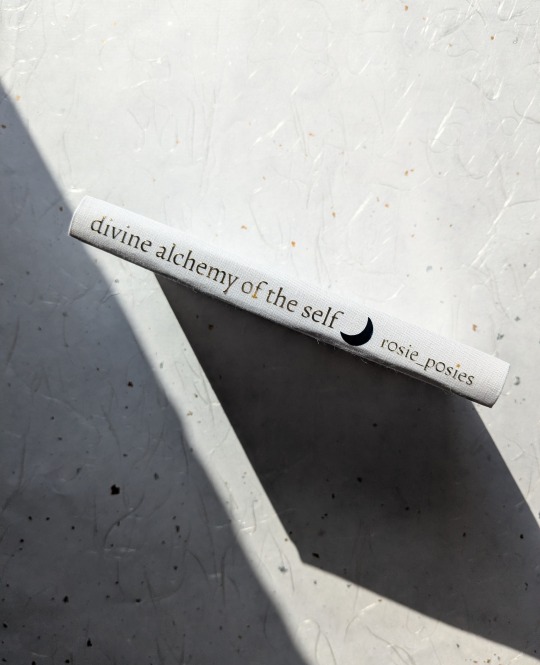 divine alchemy of the self rosie_posies